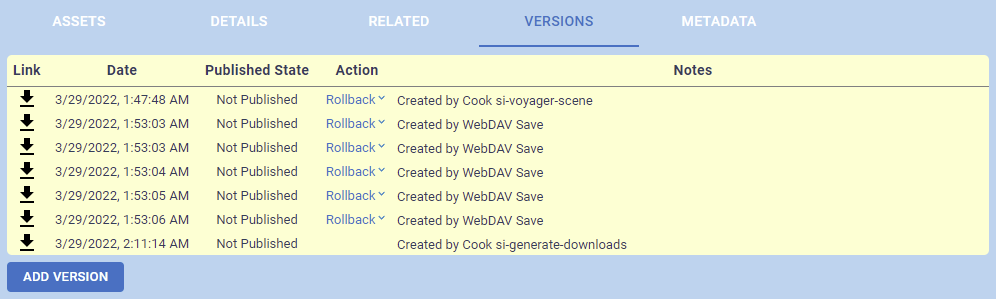 ASSETS DETAILS RELATED VERSIONS METADATA
Link Date Published State Action Notes
3/29/2022, 1:47:48 AM Not Published Rollback Created by Cook si-voyager-scene
3/29/2022, 1:53:03 AM Not Published Rollback Created by WebDAV Save
3/29/2022, 1:53:03 AM Not Published Rollback Created by WebDAV Save
3/29/2022, 1:53:04 AM Not Published Rollback Created by WebDAV Save
3/29/2022, 1:53:05 AM Not Published Rollback Created by WebDAV Save
3/29/2022, 1:53:06 AM Not Published Rollback Created by WebDAV Save
3/29/2022, 2:11:14 AM Not Published Created by Cook si-generate-downloads
ADD VERSION